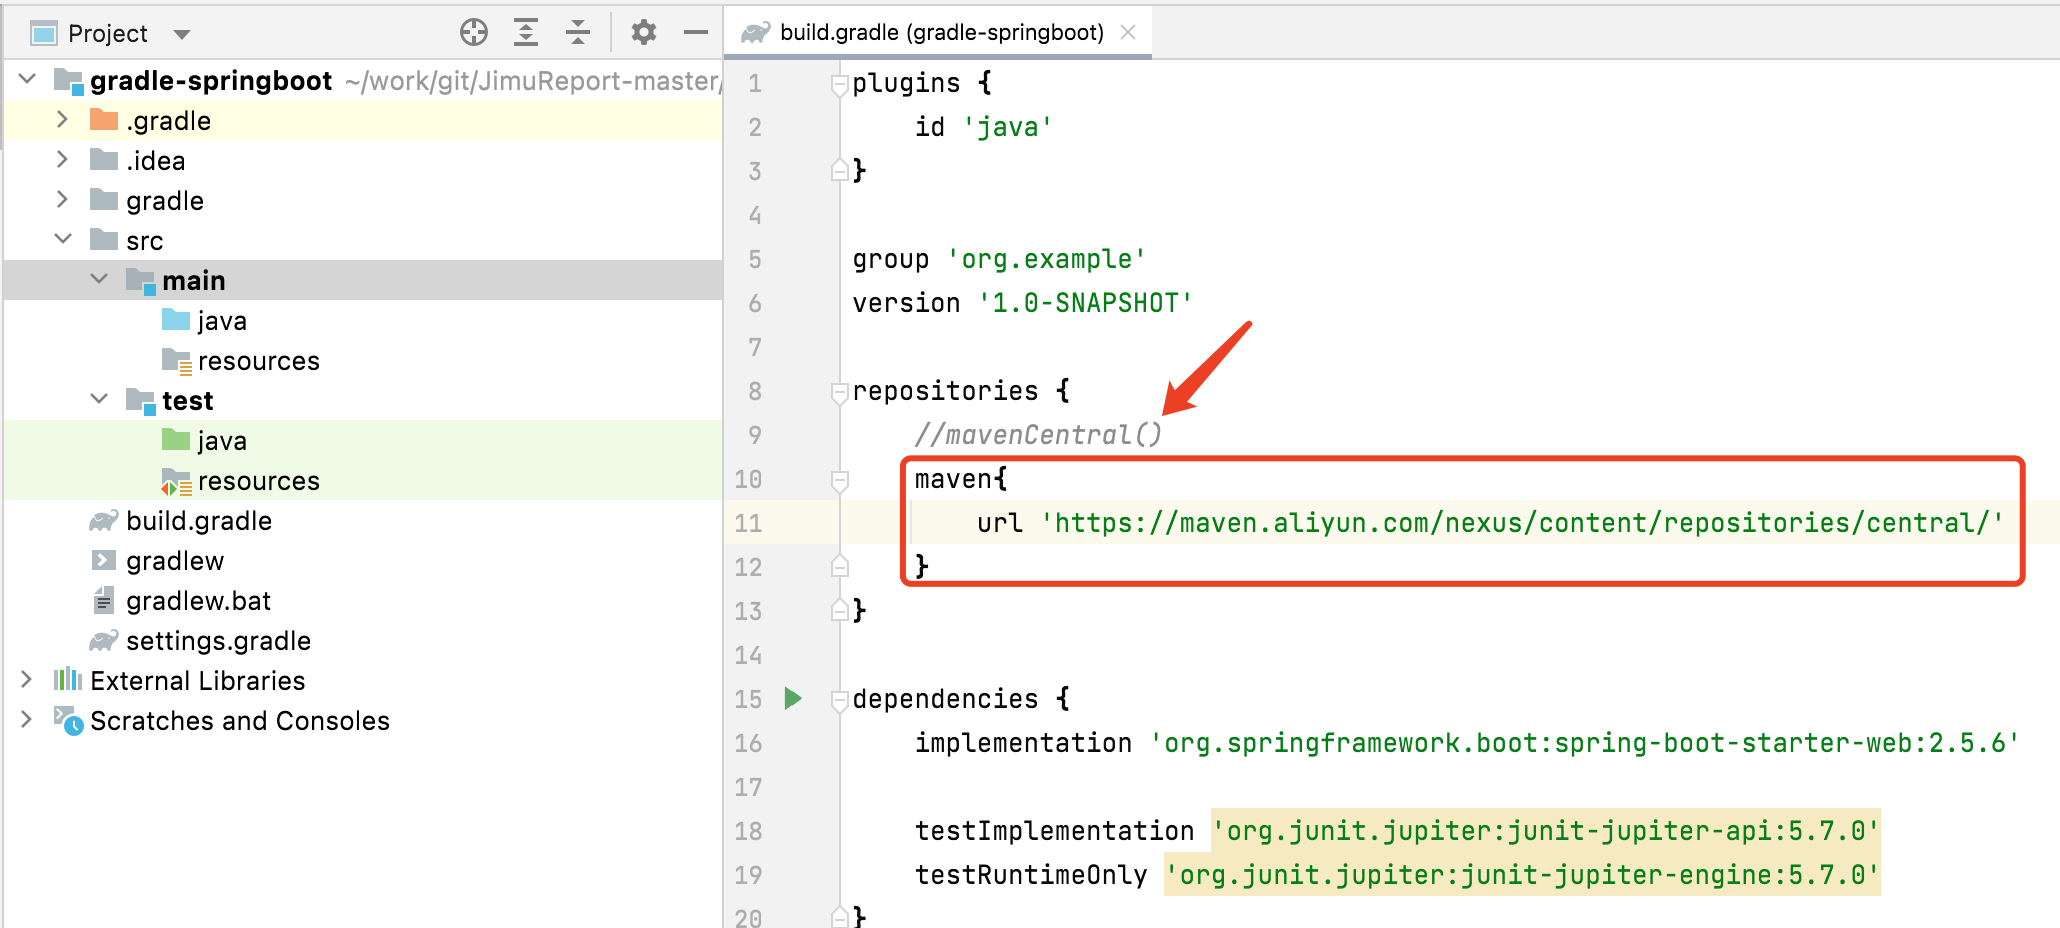 Project
gradle-springboot ~/work/git/JimuReport-master/
.gradle
.idea
gradle
src
main
java
resources
test
java
resources
build.gradle
gradlew
gradlew.bat
settings.gradle
External Libraries
Scratches and Consoles
build.gradle (gradle-springboot)
1 plugins {
2 id 'java'
3 }
4
5 group 'org.example'
6 version '1.0-SNAPSHOT'
7
8 repositories {
9 //mavenCentral()
10 maven{
11 url 'https://maven.aliyun.com/nexus/content/repositories/central/'
12 }
13 }
14
15 dependencies {
16 implementation 'org.springframework.boot:spring-boot-starter-web:2.5.6'
17
18 testImplementation 'org.junit.jupiter:junit-jupiter-api:5.7.0'
19 testRuntimeOnly 'org.junit.jupiter:junit-jupiter-engine:5.7.0'
20 }